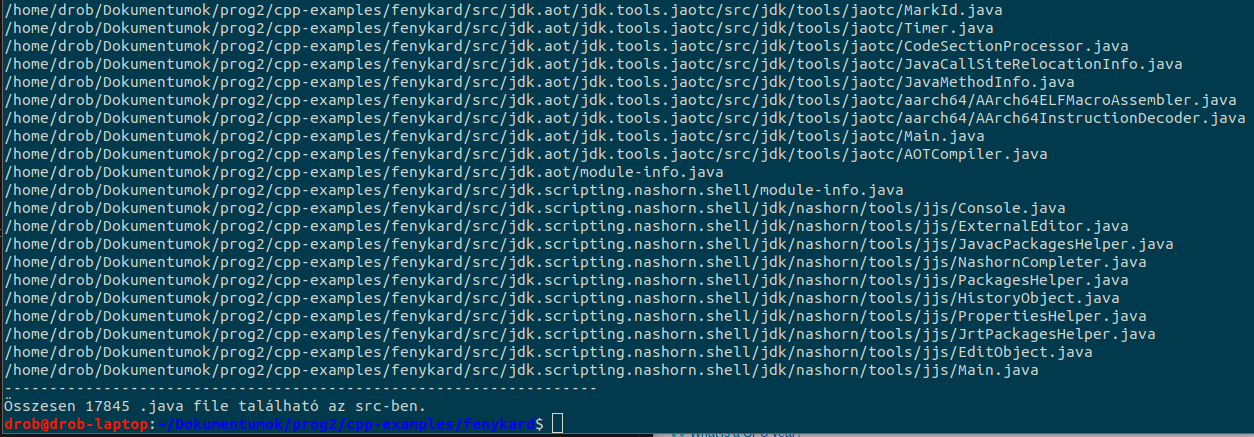 /home/drob/Dokumentumok/prog2/cpp-examples/fenykard/src/jdk.aot/jdk.tools.jaotc/src/jdk/tools/jaotc/MarkId.java
/home/drob/Dokumentumok/prog2/cpp-examples/fenykard/src/jdk.aot/jdk.tools.jaotc/src/jdk/tools/jaotc/Timer.java
/home/drob/Dokumentumok/prog2/cpp-examples/fenykard/src/jdk.aot/jdk.tools.jaotc/src/jdk/tools/jaotc/CodeSectionProcessor.java
/home/drob/Dokumentumok/prog2/cpp-examples/fenykard/src/jdk.aot/jdk.tools.jaotc/src/jdk/tools/jaotc/JavaCallSiteRelocationInfo.java
/home/drob/Dokumentumok/prog2/cpp-examples/fenykard/src/jdk.aot/jdk.tools.jaotc/src/jdk/tools/jaotc/JavaMethodInfo.java
/home/drob/Dokumentumok/prog2/cpp-examples/fenykard/src/jdk.aot/jdk.tools.jaotc/src/jdk/tools/jaotc/aarch64/AArch64ELFMacroAssembler.java
/home/drob/Dokumentumok/prog2/cpp-examples/fenykard/src/jdk.aot/jdk.tools.jaotc/src/jdk/tools/jaotc/aarch64/AArch64InstructionDecoder.java
/home/drob/Dokumentumok/prog2/cpp-examples/fenykard/src/jdk.aot/jdk.tools.jaotc/src/jdk/tools/jaotc/Main.java
/home/drob/Dokumentumok/prog2/cpp-examples/fenykard/src/jdk.aot/jdk.tools.jaotc/src/jdk/tools/jaotc/AOTCompiler.java
/home/drob/Dokumentumok/prog2/cpp-examples/fenykard/src/jdk.aot/module-info.java
/home/drob/Dokumentumok/prog2/cpp-examples/fenykard/src/jdk.scripting.nashorn.shell/module-info.java
/home/drob/Dokumentumok/prog2/cpp-examples/fenykard/src/jdk.scripting.nashorn.shell/jdk/nashorn/tools/jjs/Console.java
/home/drob/Dokumentumok/prog2/cpp-examples/fenykard/src/jdk.scripting.nashorn.shell/jdk/nashorn/tools/jjs/ExternalEditor.java
/home/drob/Dokumentumok/prog2/cpp-examples/fenykard/src/jdk.scripting.nashorn.shell/jdk/nashorn/tools/jjs/JavacPackagesHelper.java
/home/drob/Dokumentumok/prog2/cpp-examples/fenykard/src/jdk.scripting.nashorn.shell/jdk/nashorn/tools/jjs/NashornCompleter.java
/home/drob/Dokumentumok/prog2/cpp-examples/fenykard/src/jdk.scripting.nashorn.shell/jdk/nashorn/tools/jjs/PackagesHelper.java
/home/drob/Dokumentumok/prog2/cpp-examples/fenykard/src/jdk.scripting.nashorn.shell/jdk/nashorn/tools/jjs/HistoryObject.java
/home/drob/Dokumentumok/prog2/cpp-examples/fenykard/src/jdk.scripting.nashorn.shell/jdk/nashorn/tools/jjs/PropertiesHelper.java
/home/drob/Dokumentumok/prog2/cpp-examples/fenykard/src/jdk.scripting.nashorn.shell/jdk/nashorn/tools/jjs/JrtPackagesHelper.java
/home/drob/Dokumentumok/prog2/cpp-examples/fenykard/src/jdk.scripting.nashorn.shell/jdk/nashorn/tools/jjs/EditObject.java
/home/drob/Dokumentumok/prog2/cpp-examples/fenykard/src/jdk.scripting.nashorn.shell/jdk/nashorn/tools/jjs/Main.java
------------------------------------------------------------------
Összesen 17845 .java file található az src-ben.
drob@drob-laptop:~/Dokumentumok/prog2/cpp-examples/fenykard$